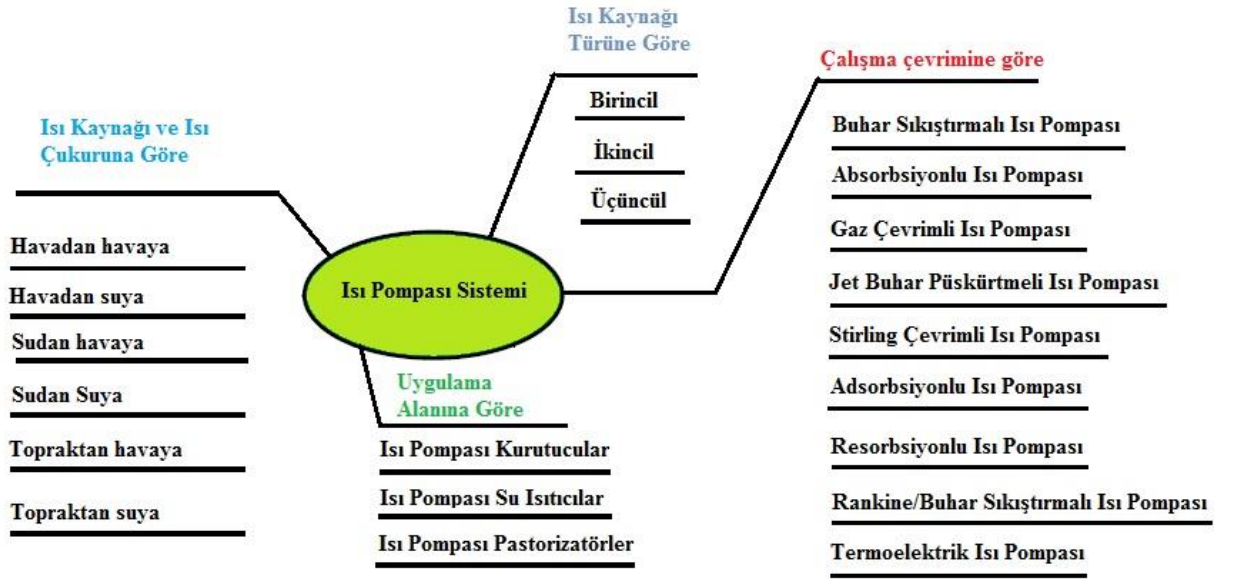 Isı Kaynağı
Türüne Göre
Birincil
İkincil
Üçüncül
Çalışma çevrimine göre
Buhar Sıkıştırmalı Isı Pompası
Absorbsiyonlu Isı Pompası
Gaz Çevrimli Isı Pompası
Jet Buhar Püskürtmeli Isı Pompası
Stirling Çevrimli Isı Pompası
Adsorbsiyonlu Isı Pompası
Resorbsiyonlu Isı Pompası
Rankine/Buhar Sıkıştırmalı Isı Pompası
Termoelektrik Isı Pompası
Isı Kaynağı ve Isı
Çukuruna Göre
Havadan havaya
Havadan suya
Sudan havaya
Sudan Suya
Topraktan havaya
Topraktan suya
Isı Pompası Sistemi
Uygulama
Alanına Göre
Isı Pompası Kurutucular
Isı Pompası Su Isıtıcılar
Isı Pompası Pastorizatörler